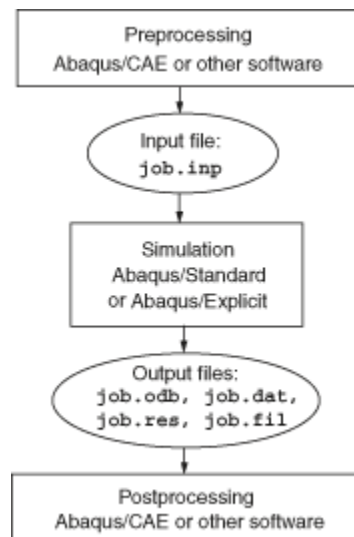 Preprocessing
Abaqus/CAE or other software
Input file:
job.inp
Simulation
Abaqus/Standard
or Abaqus/Explicit
Output files:
job.odb, job.dat,
job.res, job.fil
Postprocessing
Abaqus/CAE or other software